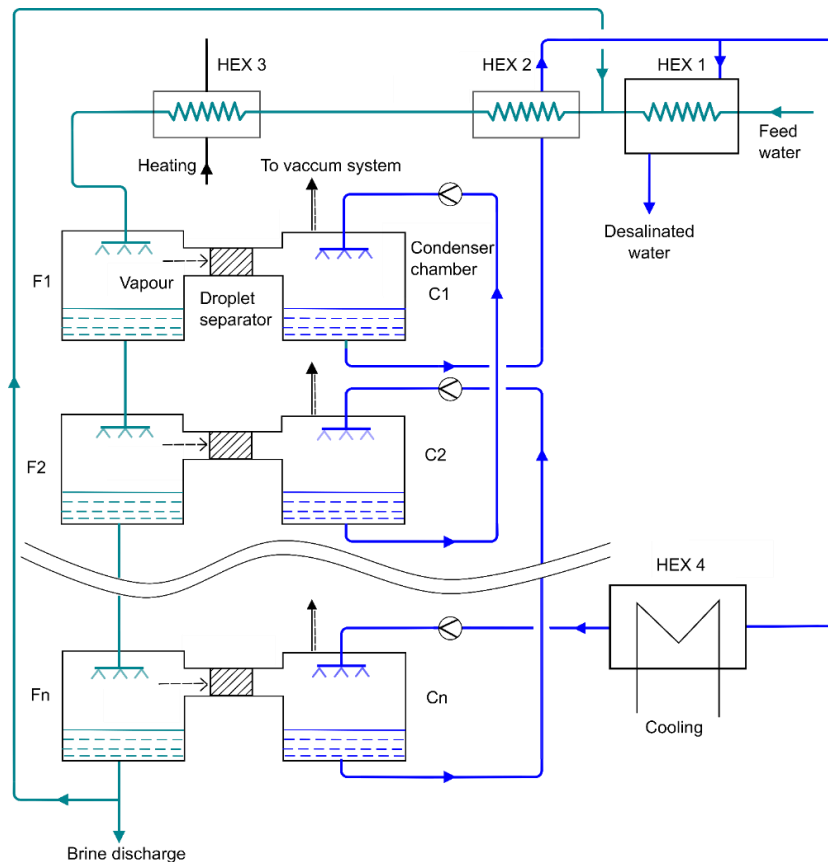 HEX 3
HEX 2
HEX 1
Heating
To vaccum system
Feed
water
Desalinated
water
Condenser
chamber
C1
F1
Vapour
Droplet
separator
F2
C2
HEX 4
Fn
Cn
Cooling
Brine discharge